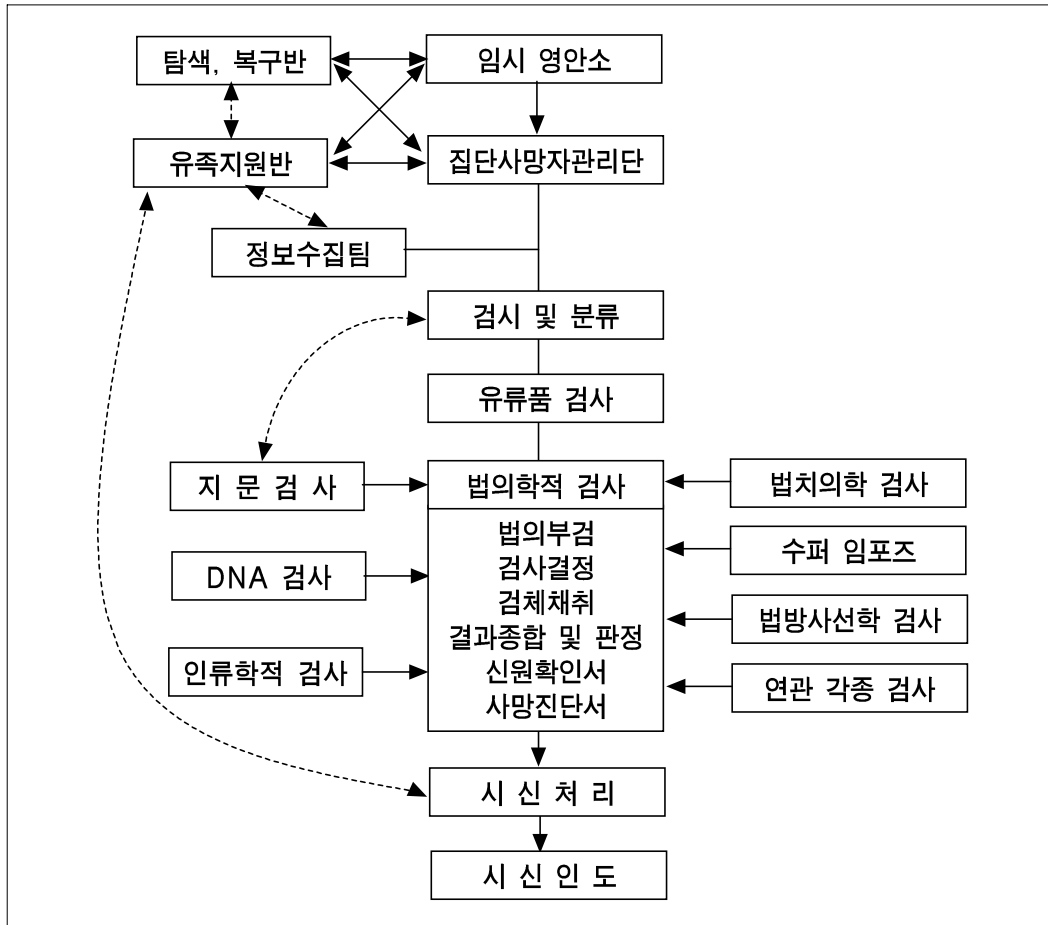 탐색, 복구반
임시 영안소
유족지원반
집단사망자관리단
정보수집팀
검시 및 분류
유류품 검사
지 문 검 사
법의학적 검사
법치의학 검사
법의부검
검사결정
검체채취
결과종합 및 판정
신원확인서
사망진단서
수퍼 임포즈
DNA 검사
법방사선학 검사
인류학적 검사
연관 각종 검사
시 신 처 리
시 신 인 도